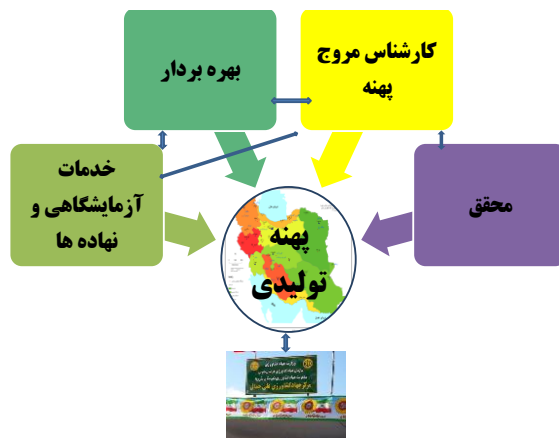 کارشناس مروج
پهنه
بهره بردار
محقق
خدمات
آزمایشگاهی و
نهاده ها
پهنه
تولیدی